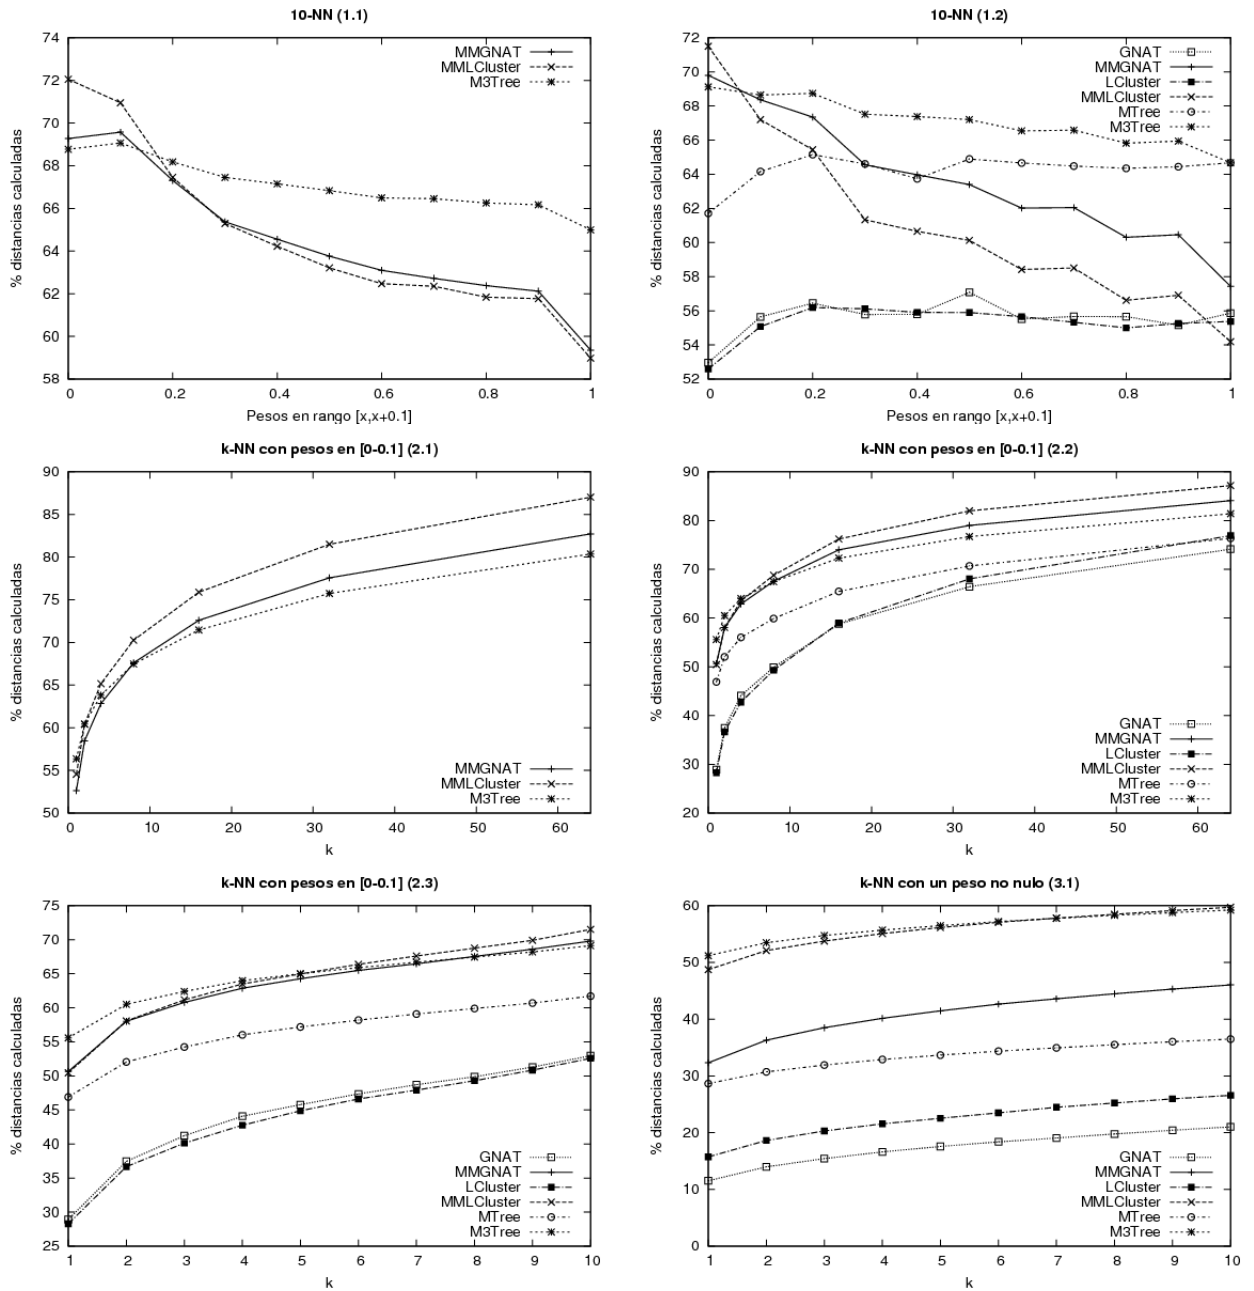 10-NN (1.1)
74
72
70
68
66
64
62
60
58
% distancias calculadas
MMGNAT
MMLCluster
M3Tree
0
0.2
0.4
0.6
0.8
1
Pesos en rango [x,x+0.1]
10-NN (1.2)
72
70
68
66
64
62
60
58
56
54
52
% distancias calculadas
GNAT
MMGNAT
LCluster
MMLCluster
MTree
M3Tree
0
0.2
0.4
0.6
0.8
1
Pesos en rango [x,x+0.1]
k-NN con pesos en [0-0.1] (2.1)
90
85
80
75
70
65
60
55
50
% distancias calculadas
MMGNAT
MMLCluster
M3Tree
0
10
20
30
40
50
60
k
k-NN con pesos en [0-0.1] (2.2)
90
80
70
60
50
40
30
20
% distancias calculadas
GNAT
MMGNAT
LCluster
MMLCluster
MTree
M3Tree
0
10
20
30
40
50
60
k
k-NN con pesos en [0-0.1] (2.3)
75
70
65
60
55
50
45
40
35
30
25
% distancias calculadas
GNAT
MMGNAT
LCluster
MMLCluster
MTree
M3Tree
1
2
3
4
5
6
7
8
9
10
k
k-NN con un peso no nulo (3.1)
60
50
40
30
20
10
0
% distancias calculadas
GNAT
MMGNAT
LCluster
MMLCluster
MTree
M3Tree
1
2
3
4
5
6
7
8
9
10
k